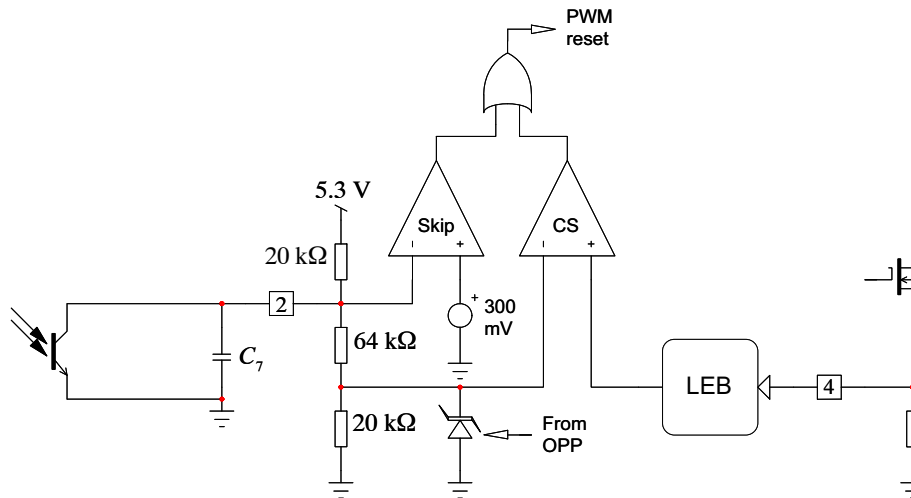 PWM
reset
5.3 V
Skip
CS
20 kΩ
2
300
mV
64 kΩ
C7
LEB
4
20 kΩ
From
OPP